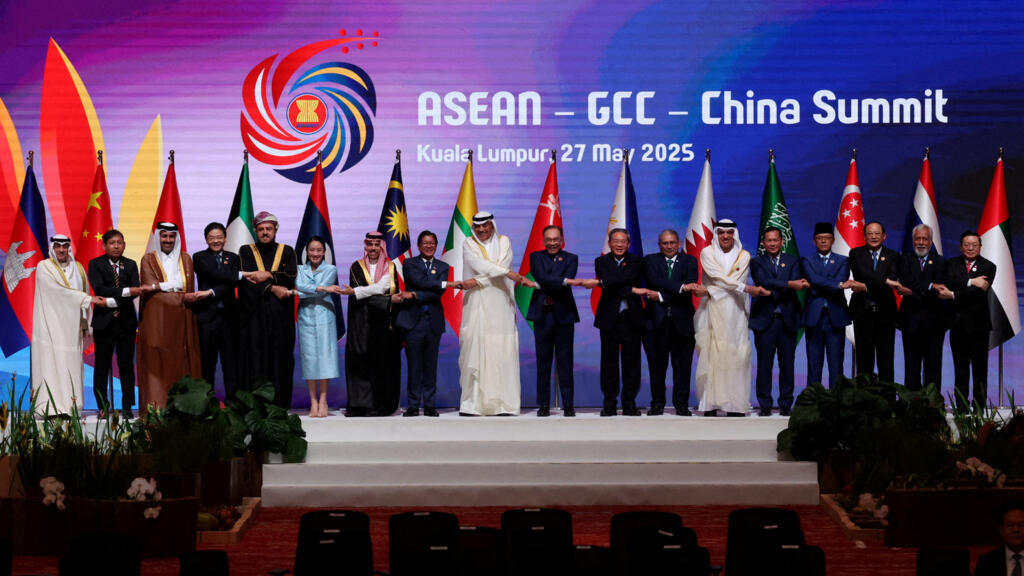 ASEAN – GCC – China Summit
Kuala Lumpur, 27 May 2025